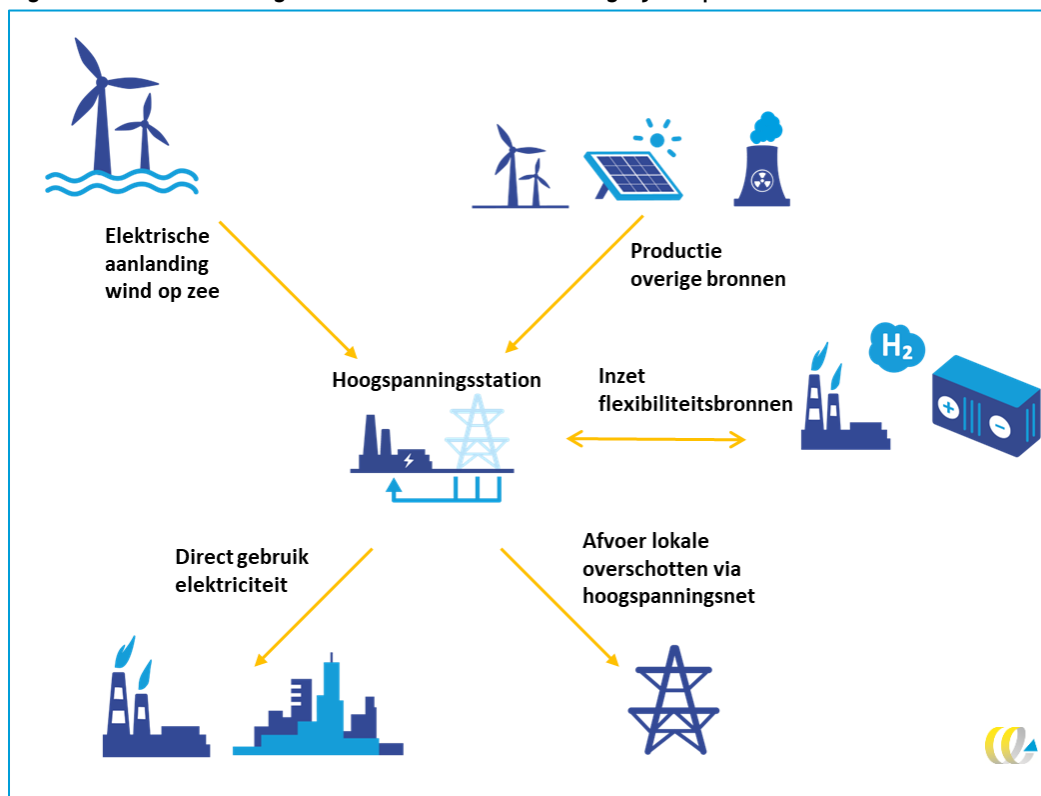 Elektrische
aanlanding
wind op zee
Productie
overige bronnen
Hoogspanningsstation
Inzet
flexibiliteitsbronnen
H₂
+
−
Direct gebruik
elektriciteit
Afvoer lokale
overschotten via
hoogspanningsnet